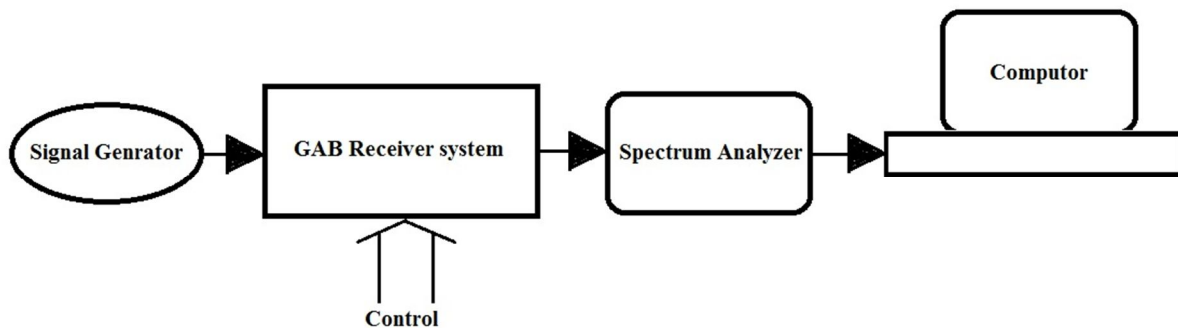 Signal Genrator
GAB Receiver system
Spectrum Analyzer
Computor
Control